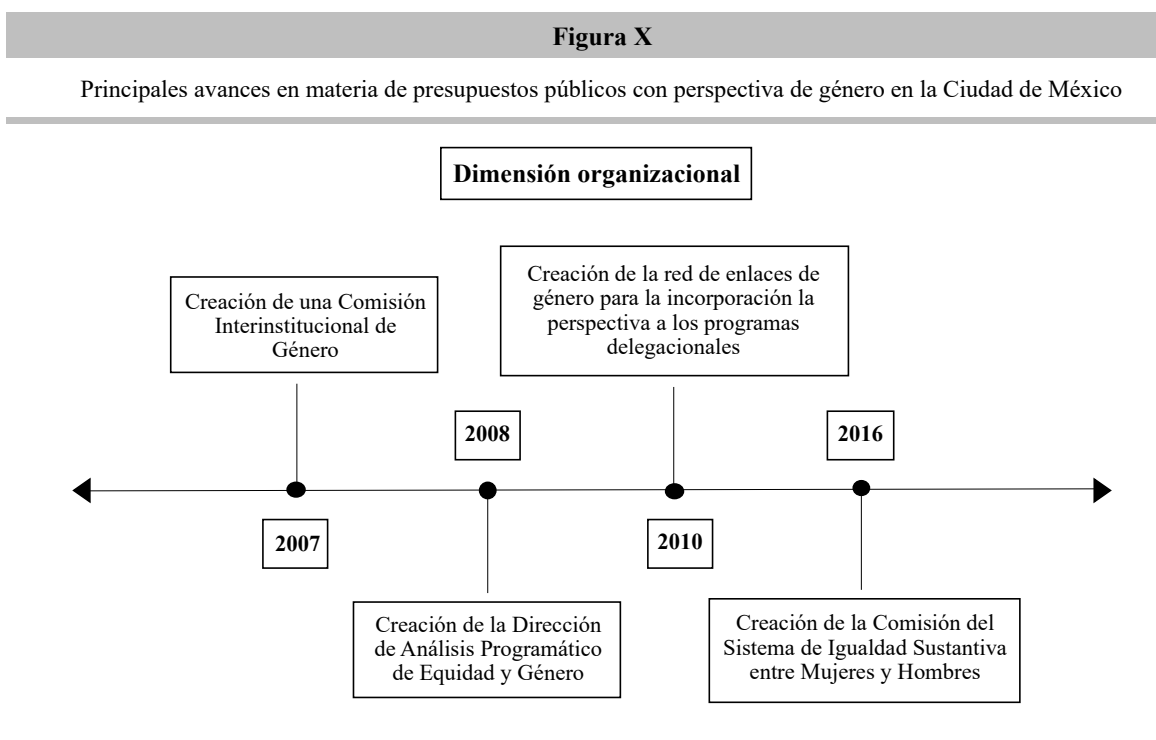 Figura X
Principales avances en materia de presupuestos públicos con perspectiva de género en la Ciudad de México
Dimensión organizacional
Creación de una Comisión
Interinstitucional de
Género
Creación de la red de enlaces de
género para la incorporación la
perspectiva a los programas
delegacionales
2008
2016
2007
2010
Creación de la Dirección
de Análisis Programático
de Equidad y Género
Creación de la Comisión del
Sistema de Igualdad Sustantiva
entre Mujeres y Hombres